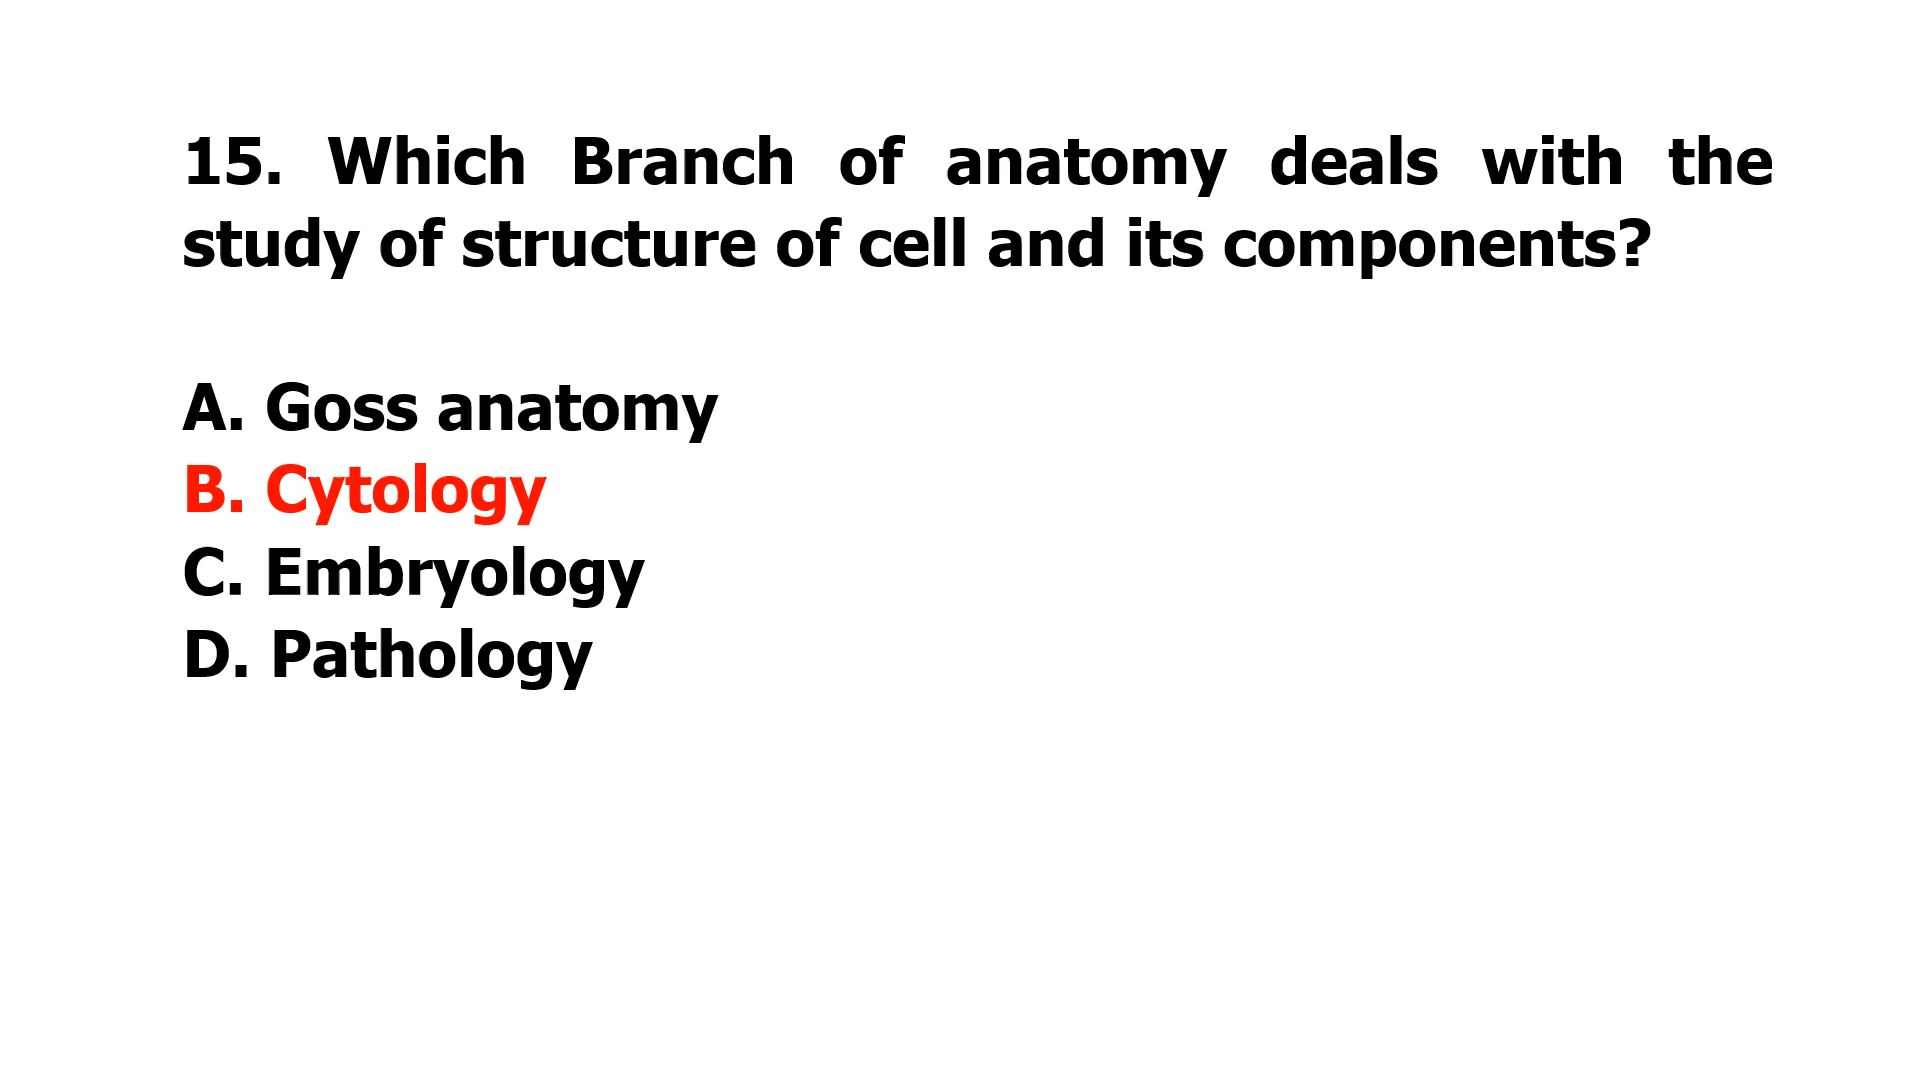 15. Which Branch of anatomy deals with the
study of structure of cell and its components?
A. Goss anatomy
B. Cytology
C. Embryology
D. Pathology